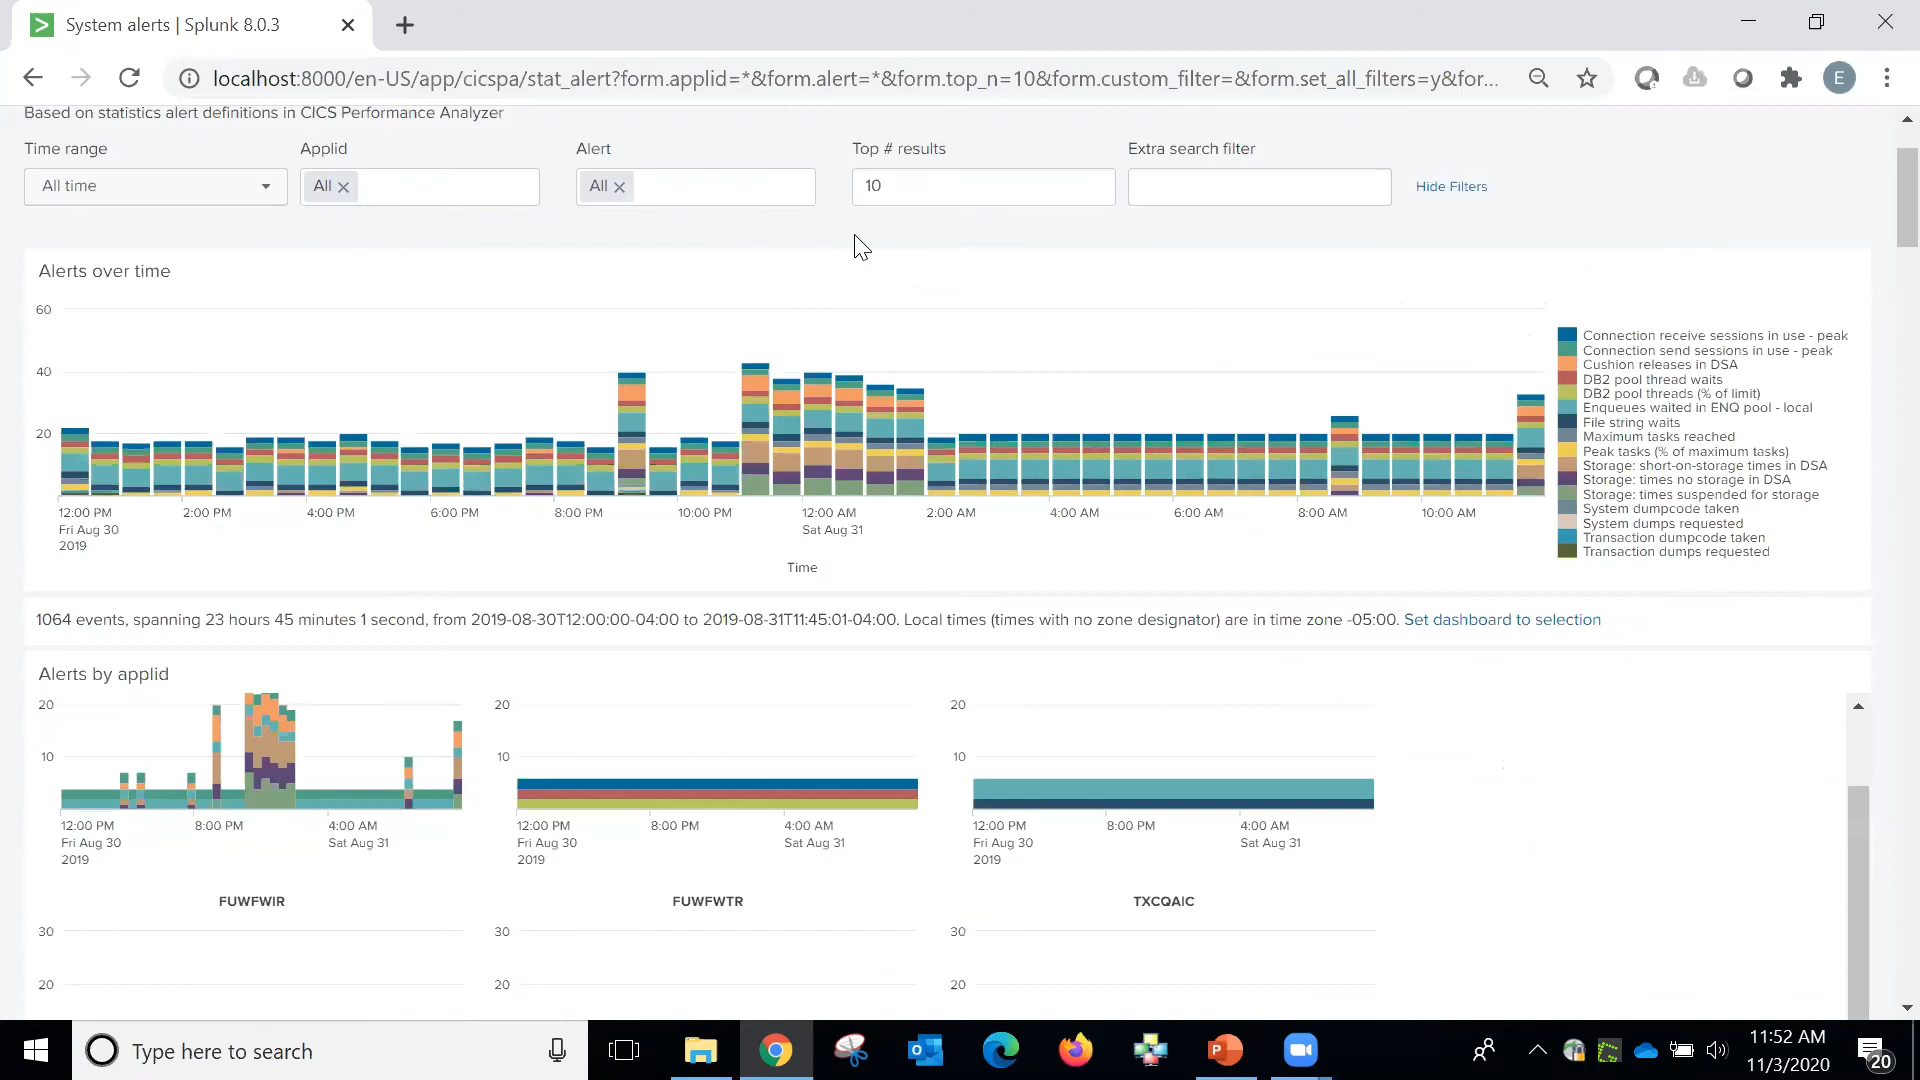 System alerts | Splunk 8.0.3
localhost:8000/en-US/app/cicspa/stat_alert?form.applid=*&form.alert=*&form.top_n=10&form.custom_filter=&form.set_all_filters=y&for...
E
Based on statistics alert definitions in CICS Performance Analyzer
Time range Applid Alert Top # results Extra search filter
All time All All 10 Hide Filters
Alerts over time
60
40
20
12:00 PM 2:00 PM 4:00 PM 6:00 PM 8:00 PM 10:00 PM 12:00 AM 2:00 AM 4:00 AM 6:00 AM 8:00 AM 10:00 AM
Fri Aug 30 Sat Aug 31
2019
Time
Connection receive sessions in use - peak
Connection send sessions in use - peak
Cushion releases in DSA
DB2 pool thread waits
DB2 pool threads (% of limit)
Enqueues waited in ENQ pool - local
File string waits
Maximum tasks reached
Peak tasks (% of maximum tasks)
Storage: short-on-storage times in DSA
Storage: times no storage in DSA
Storage: times suspended for storage
System dumpcode taken
System dumps requested
Transaction dumpcode taken
Transaction dumps requested
1064 events, spanning 23 hours 45 minutes 1 second, from 2019-08-30T12:00:00-04:00 to 2019-08-31T11:45:01-04:00. Local times (times with no zone designator) are in time zone -05:00. Set dashboard to selection
Alerts by applid
20 20 20
10 10 10
12:00 PM 8:00 PM 4:00 AM 12:00 PM 8:00 PM 4:00 AM 12:00 PM 8:00 PM 4:00 AM
Fri Aug 30 Sat Aug 31 Fri Aug 30 Sat Aug 31 Fri Aug 30 Sat Aug 31
2019 2019 2019
FUWFWIR FUWFWTR TXCQAIC
30 30 30
20 20 20
Type here to search
11:52 AM
11/3/2020
20